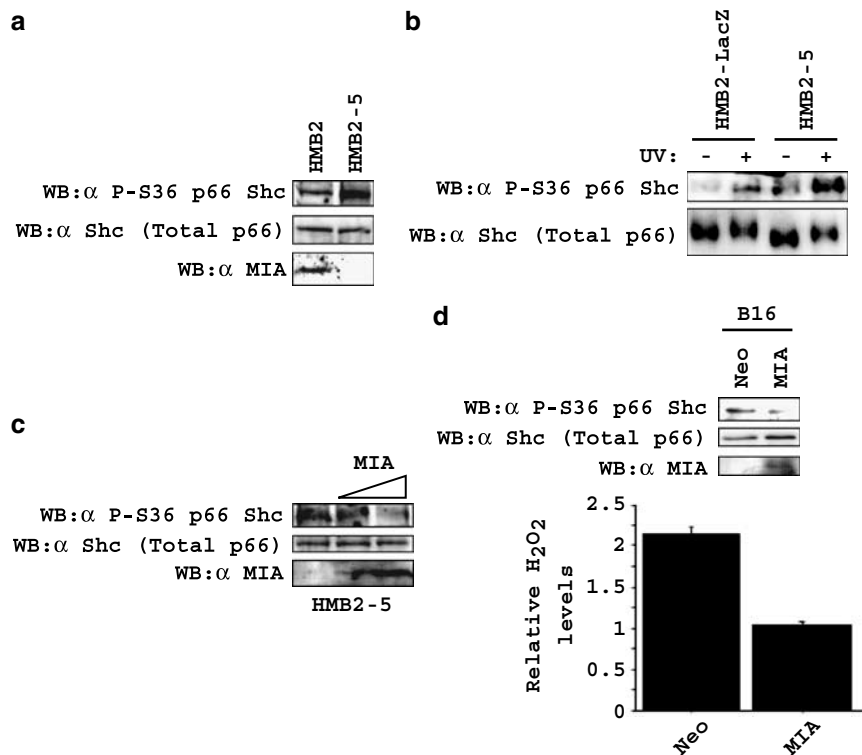 a
HMB2
HMB2-5
WB:α P-S36 p66 Shc
WB:α Shc (Total p66)
WB:α MIA
b
HMB2-LacZ
HMB2-5
UV: - + - +
WB:α P-S36 p66 Shc
WB:α Shc (Total p66)
c
MIA
WB:α P-S36 p66 Shc
WB:α Shc (Total p66)
WB:α MIA
HMB2-5
d
B16
Neo
MIA
WB:α P-S36 p66 Shc
WB:α Shc (Total p66)
WB:α MIA
Relative H₂O₂
levels
2.5
2
1.5
1
0.5
0
Neo
MIA